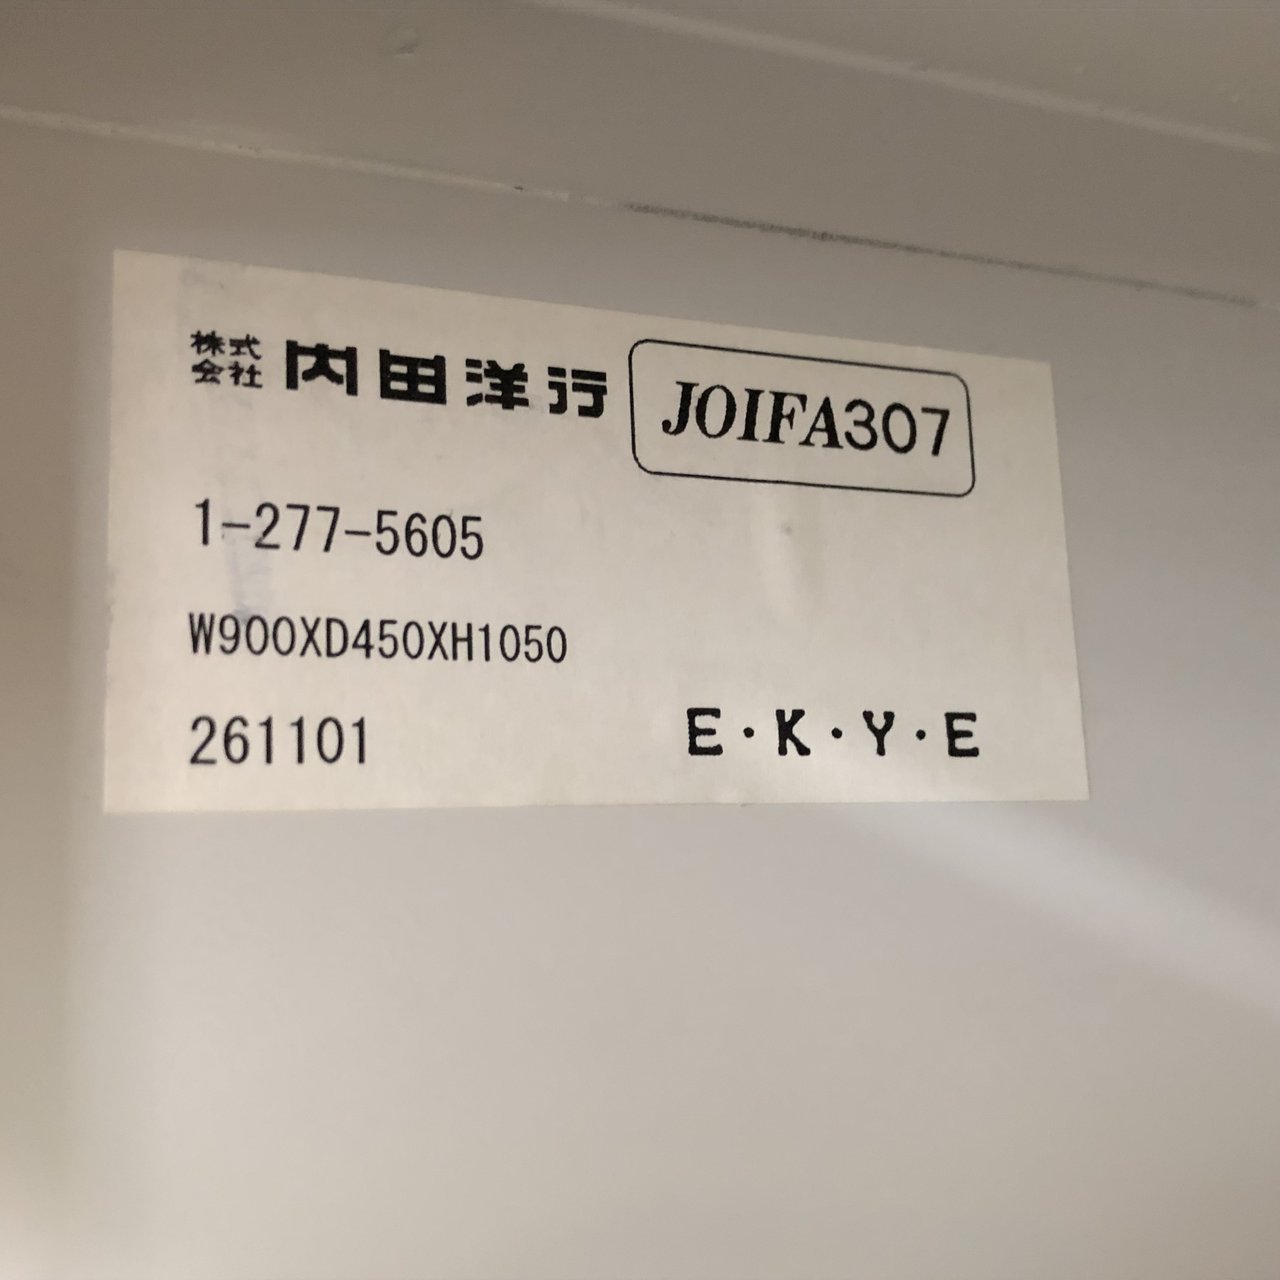 株式会社 内田洋行 JOIFA307
1-277-5605
W900XD450XH1050
261101 E・K・Y・E